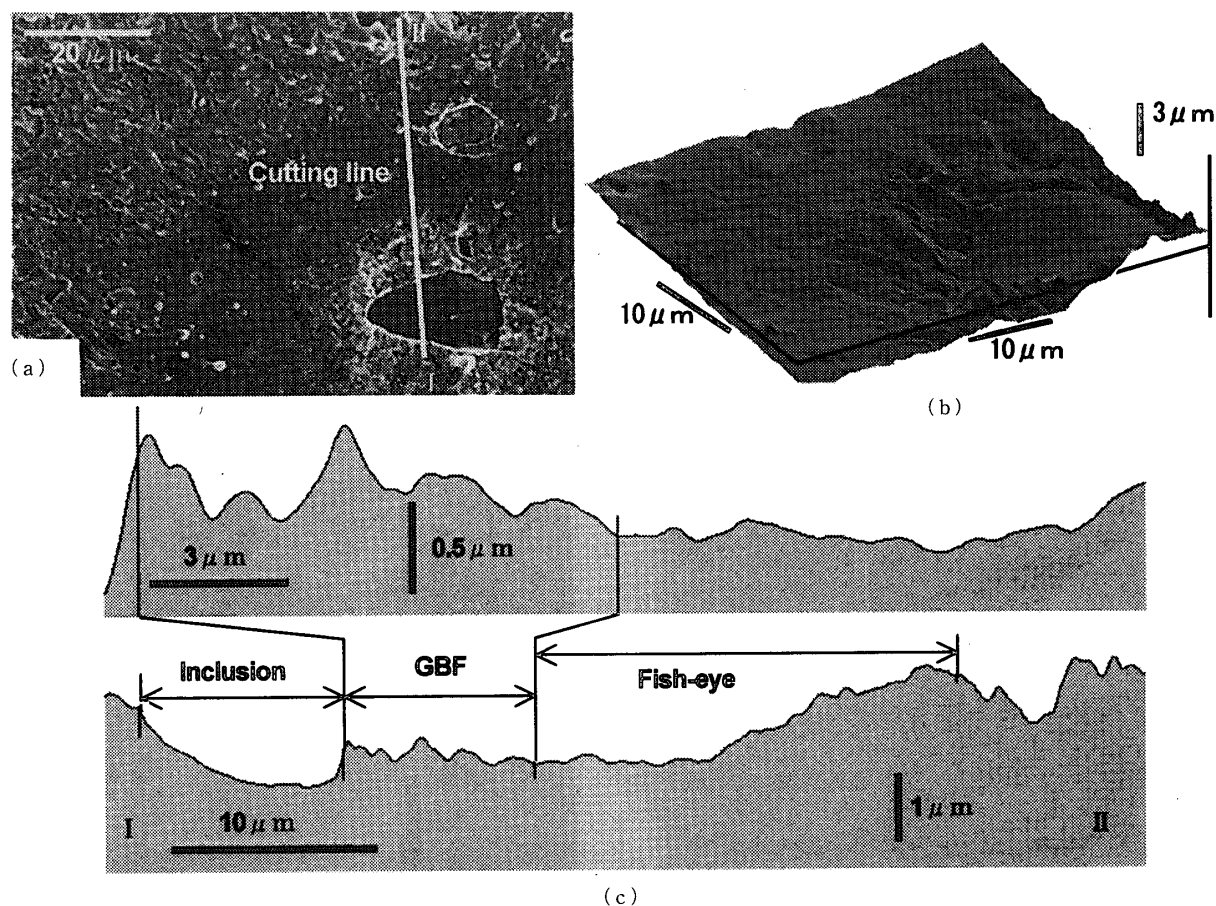 II
20 μm
Cutting line
I
(a)
3 μm
10 μm
10 μm
(b)
3 μm
0.5 μm
Inclusion
GBF
Fish-eye
I
10 μm
1 μm
II
(c)